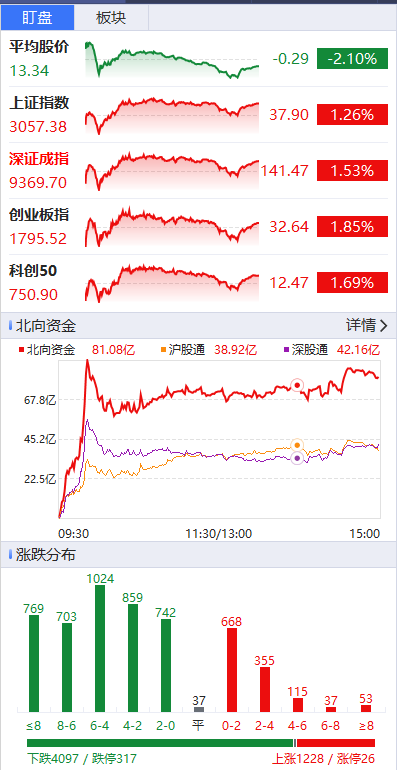 盯盘 板块
平均股价
13.34 -0.29 -2.10%
上证指数
3057.38 37.90 1.26%
深证成指
9369.70 141.47 1.53%
创业板指
1795.52 32.64 1.85%
科创50
750.90 12.47 1.69%
北向资金 详情
北向资金 81.08亿 沪股通 38.92亿 深股通 42.16亿
67.8亿
45.2亿
22.5亿
09:30 11:30/13:00 15:00
涨跌分布
769 703 1024 859 742 37 668 355 115 37 53
≤8 8-6 6-4 4-2 2-0 平 0-2 2-4 4-6 6-8 ≥8
下跌4097 / 跌停317 上涨1228 / 涨停26